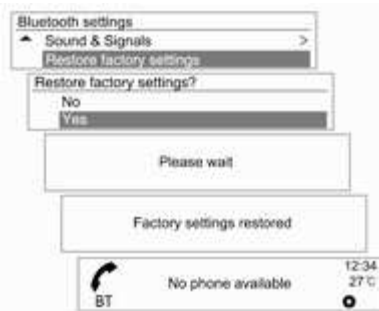 Bluetooth settings
Sound & Signals >
Restore factory settings
Restore factory settings?
No
Yes
Please wait
Factory settings restored
12:34
No phone available 27°C
BT